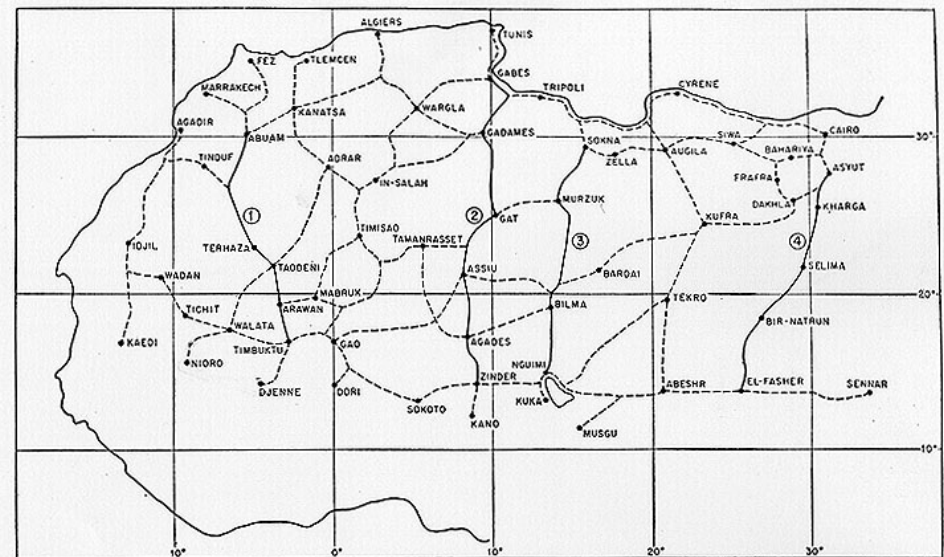 ALGIERS
TUNIS
FEZ
TLEMCEN
GABES
MARRAKECH
TRIPOLI
CYRENE
KANATSA
WARGLA
AGADIR
ABUAM
GADAMES
SOKNA
SIWA
CAIRO
30°
30°
TINDUF
ADRAR
ZELLA
AUGILA
BAHARIYA
ASYUT
IN-SALAH
FRAFRA
DAKHLA
KHARGA
①
②
GAT
MURZUK
KUFRA
IDJIL
TERHAZA
TIMISAO
TAMANRASSET
③
④
TAODENI
ASSIU
BARDAI
SELIMA
WADAN
MABRUX
20°
20°
TICHIT
ARAWAN
BILMA
TEKRO
WALATA
BIR-NATRUN
KAEDI
TIMBUKTU
GAO
AGADES
NIORO
NGUIMI
DJENNE
DORI
ZINDER
ABESHR
EL-FASHER
SENNAR
SOKOTO
KUKA
KANO
MUSGU
10°
10°
0°
10°
20°
30°